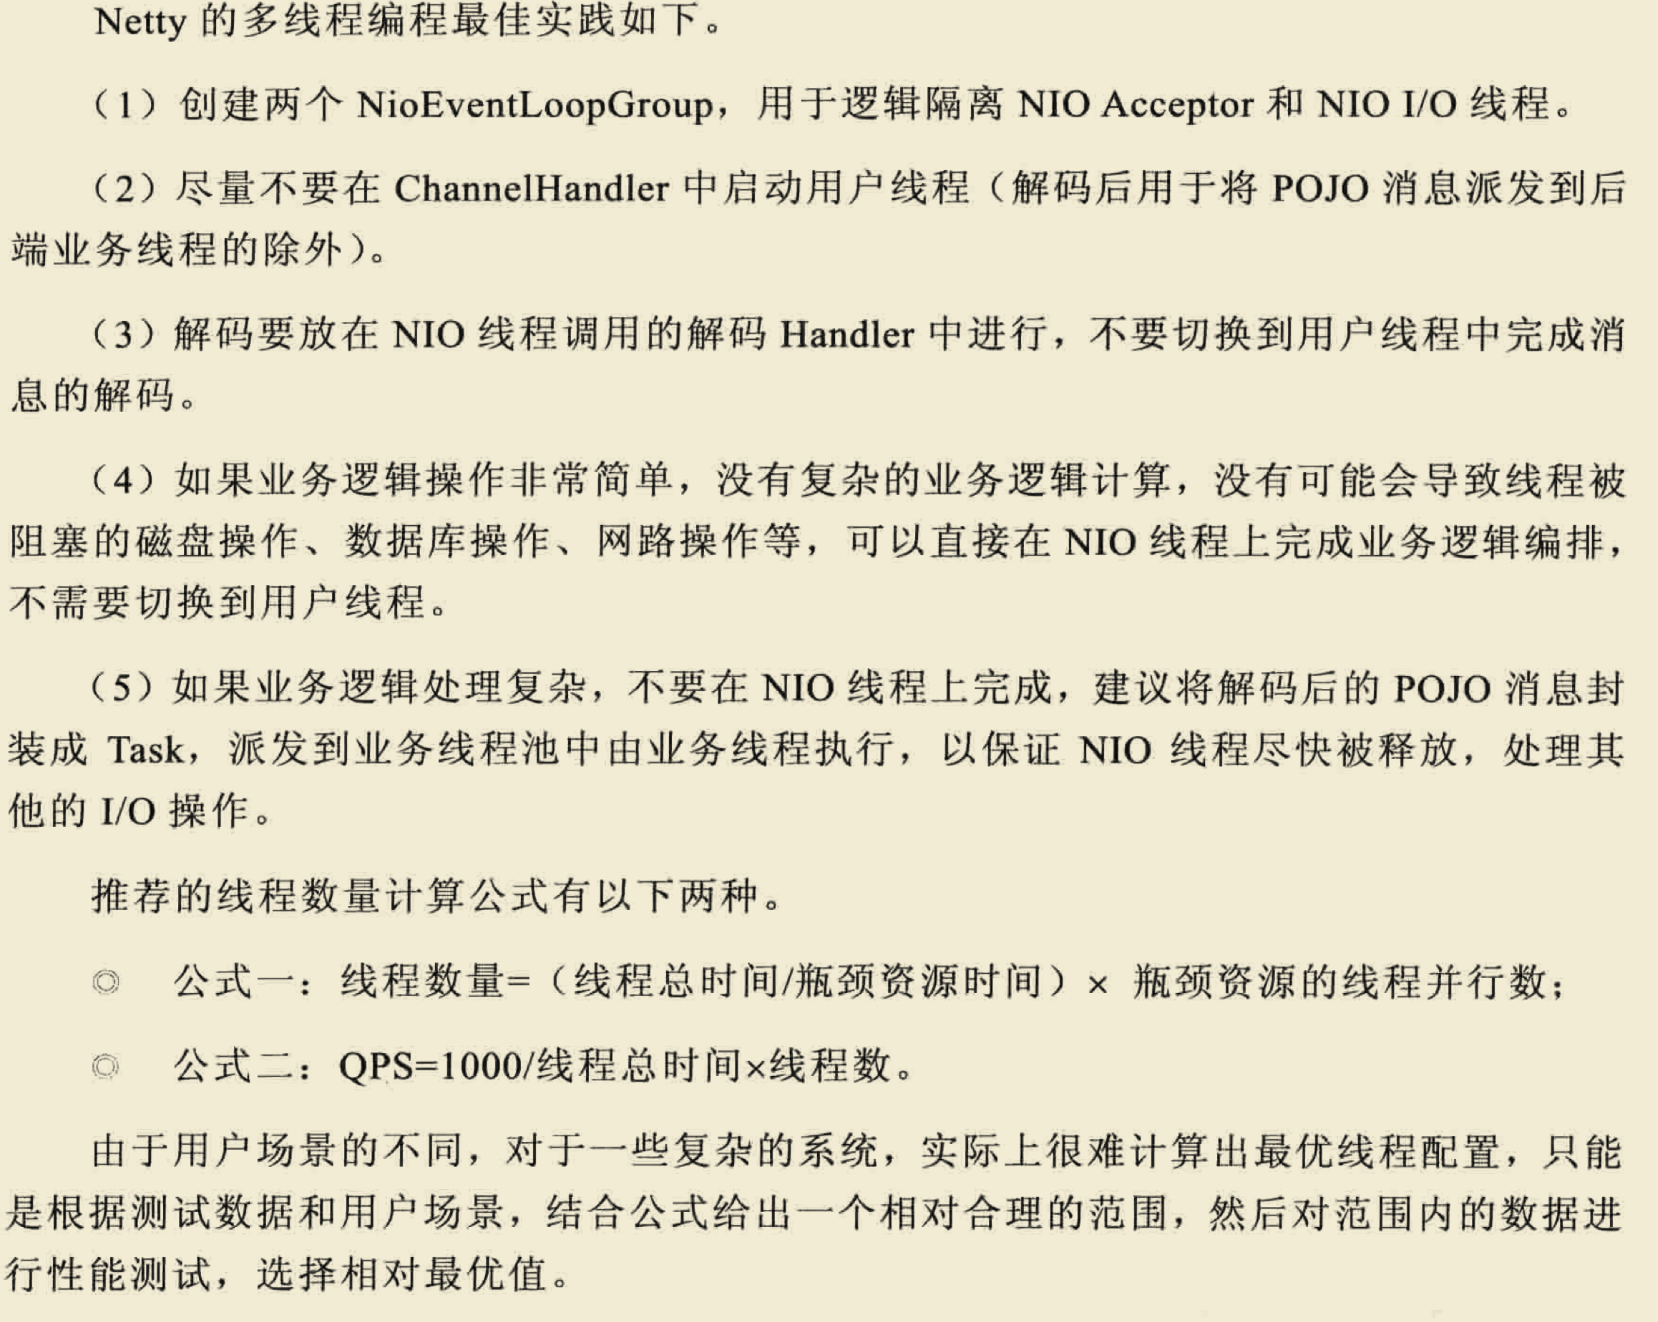 Netty 的多线程编程最佳实践如下。
（1）创建两个 NioEventLoopGroup，用于逻辑隔离 NIO Acceptor 和 NIO I/O 线程。
（2）尽量不要在 ChannelHandler 中启动用户线程（解码后用于将 POJO 消息派发到后
端业务线程的除外）。
（3）解码要放在 NIO 线程调用的解码 Handler 中进行，不要切换到用户线程中完成消
息的解码。
（4）如果业务逻辑操作非常简单，没有复杂的业务逻辑计算，没有可能会导致线程被
阻塞的磁盘操作、数据库操作、网路操作等，可以直接在 NIO 线程上完成业务逻辑编排，
不需要切换到用户线程。
（5）如果业务逻辑处理复杂，不要在 NIO 线程上完成，建议将解码后的 POJO 消息封
装成 Task，派发到业务线程池中由业务线程执行，以保证 NIO 线程尽快被释放，处理其
他的 I/O 操作。
推荐的线程数量计算公式有以下两种。
◎ 公式一：线程数量=（线程总时间/瓶颈资源时间）× 瓶颈资源的线程并行数；
◎ 公式二：QPS=1000/线程总时间×线程数。
由于用户场景的不同，对于一些复杂的系统，实际上很难计算出最优线程配置，只能
是根据测试数据和用户场景，结合公式给出一个相对合理的范围，然后对范围内的数据进
行性能测试，选择相对最优值。